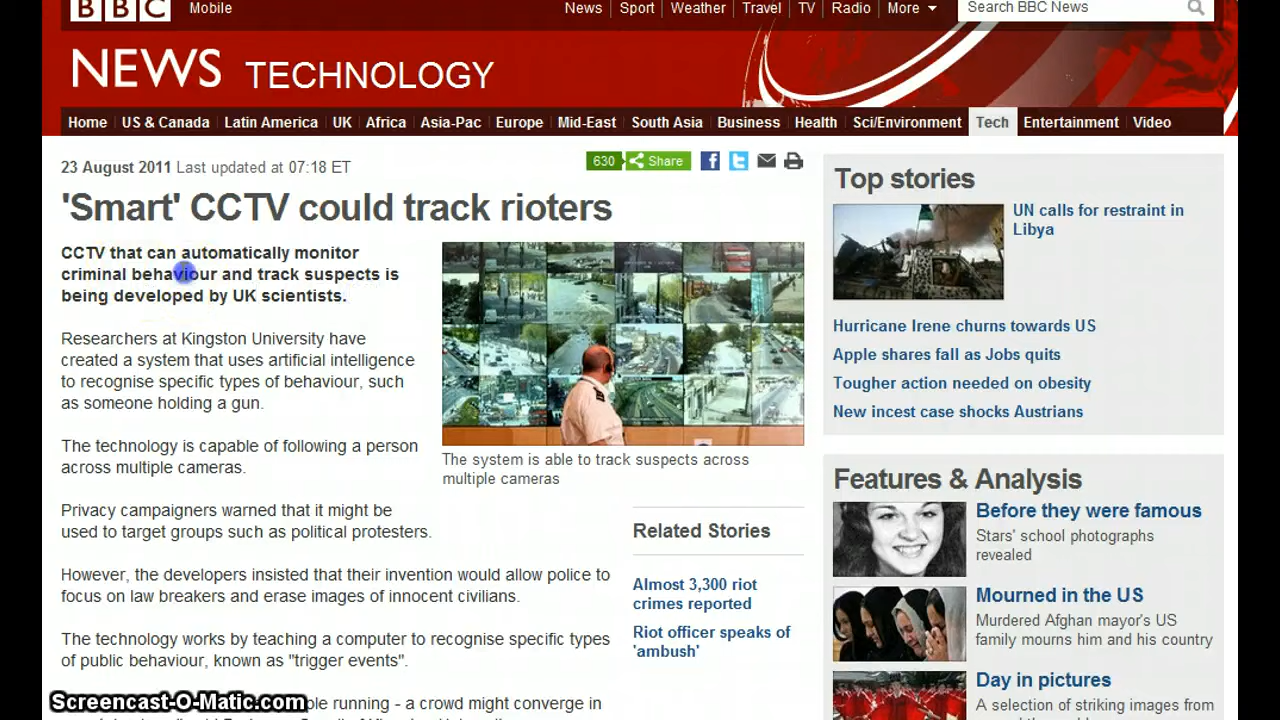 BBC
Mobile
News Sport Weather Travel TV Radio More
Search BBC News
NEWS TECHNOLOGY
Home US & Canada Latin America UK Africa Asia-Pac Europe Mid-East South Asia Business Health Sci/Environment Tech Entertainment Video
23 August 2011 Last updated at 07:18 ET
630 Share
'Smart' CCTV could track rioters
CCTV that can automatically monitor
criminal behaviour and track suspects is
being developed by UK scientists.
Researchers at Kingston University have
created a system that uses artificial intelligence
to recognise specific types of behaviour, such
as someone holding a gun.
The technology is capable of following a person
across multiple cameras.
Privacy campaigners warned that it might be
used to target groups such as political protesters.
However, the developers insisted that their invention would allow police to
focus on law breakers and erase images of innocent civilians.
The technology works by teaching a computer to recognise specific types
of public behaviour, known as "trigger events".
running - a crowd might converge in
The system is able to track suspects across
multiple cameras
Related Stories
Almost 3,300 riot
crimes reported
Riot officer speaks of
'ambush'
Top stories
UN calls for restraint in
Libya
Hurricane Irene churns towards US
Apple shares fall as Jobs quits
Tougher action needed on obesity
New incest case shocks Austrians
Features & Analysis
Before they were famous
Stars' school photographs
revealed
Mourned in the US
Murdered Afghan mayor's US
family mourns him and his country
Day in pictures
A selection of striking images from
Screencast-O-Matic.com